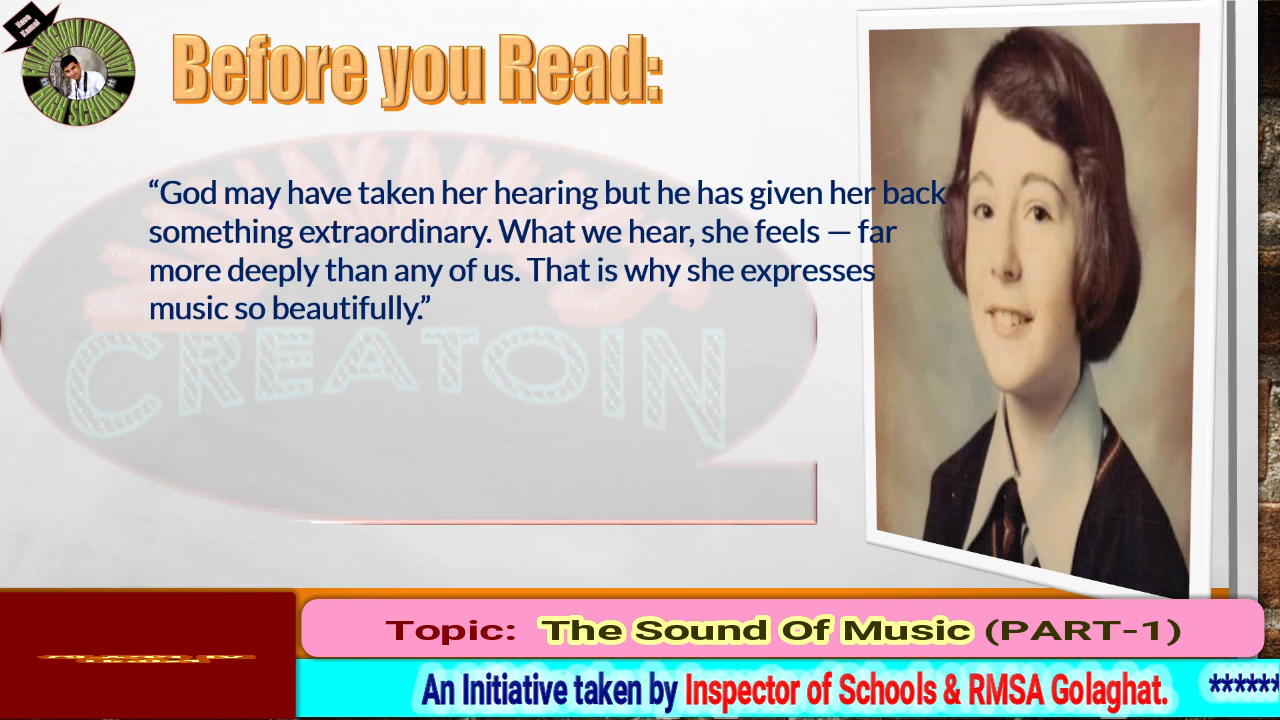 Before you Read:
“God may have taken her hearing but he has given her back
something extraordinary. What we hear, she feels — far
more deeply than any of us. That is why she expresses
music so beautifully.”
CREATOIN
Topic: The Sound Of Music (PART-1)
An Initiative taken by Inspector of Schools & RMSA Golaghat. ******